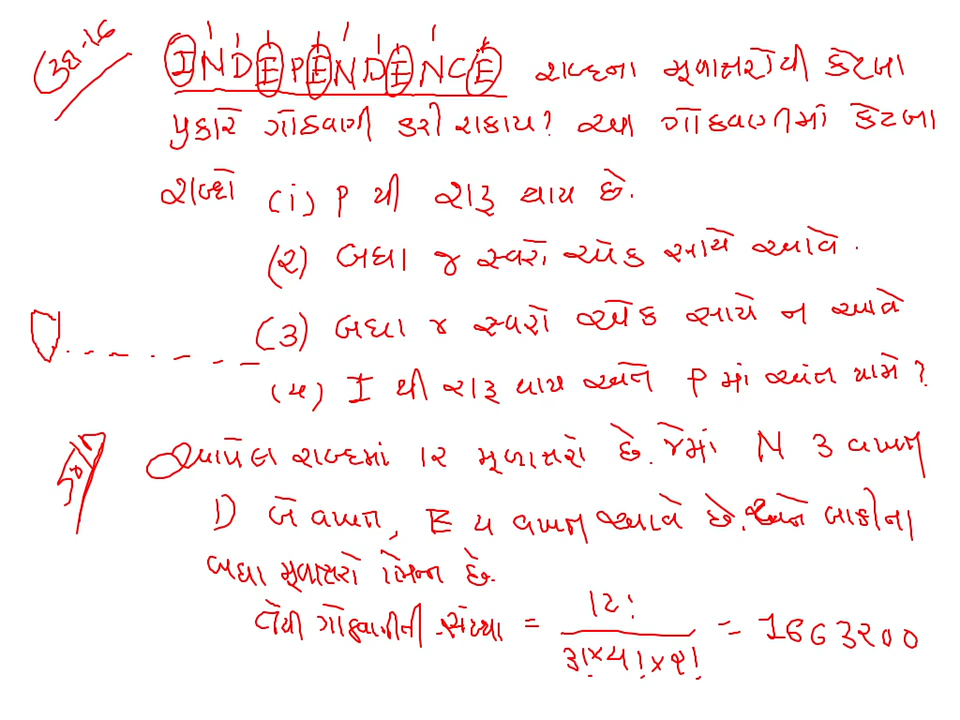 ઉદા-16 INDEPENDENCE શબ્દના મૂળાક્ષરોથી કેટલા
પ્રકારે ગોઠવણી કરી શકાય? આ ગોઠવણીમાં કેટલા
શબ્દો (i) P થી શરૂ થાય છે.
(2) બધા જ સ્વરો એક સાથે આવે.
(3) બધા જ સ્વરો એક સાથે ન આવે
(4) I થી શરૂ થાય અને P માં અંત પામે?
આપેલ શબ્દમાં 12 મૂળાક્ષરો છે. જેમાં N 3 વખત
D બે વખત, E 4 વખત આવે છે. અને બાકીના
બધા મૂળાક્ષરો ભિન્ન છે.
તેથી ગોઠવણીની સંખ્યા = 12! / 3!×4!×2! = 1663200